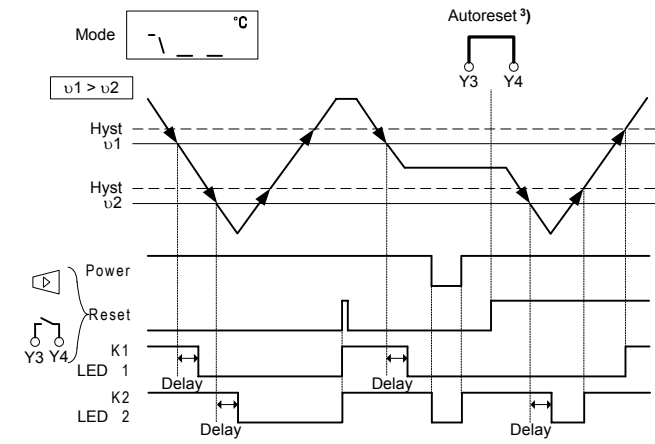 Autoreset ³⁾
Mode
°C
Y3 Y4
υ1 > υ2
Hyst
υ1
Hyst
υ2
Power
Reset
Y3 Y4
K1
LED 1
Delay
Delay
K2
LED 2
Delay
Delay